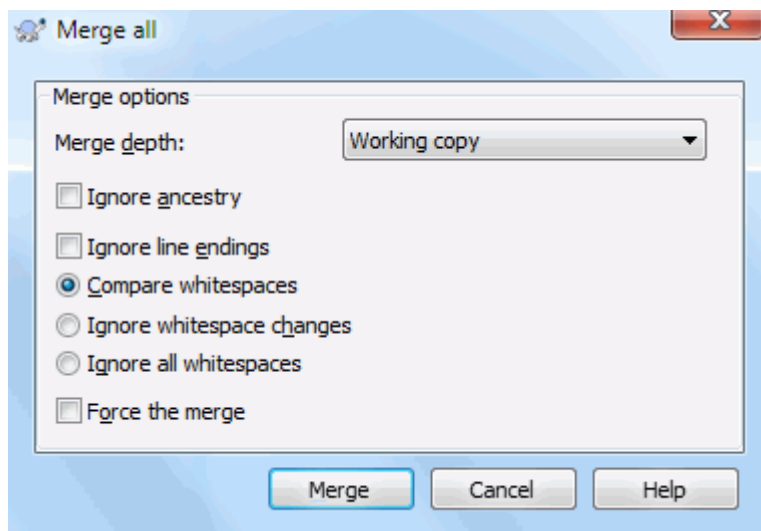 Merge all
Merge options
Merge depth: Working copy
Ignore ancestry
Ignore line endings
Compare whitespaces
Ignore whitespace changes
Ignore all whitespaces
Force the merge
Merge Cancel Help